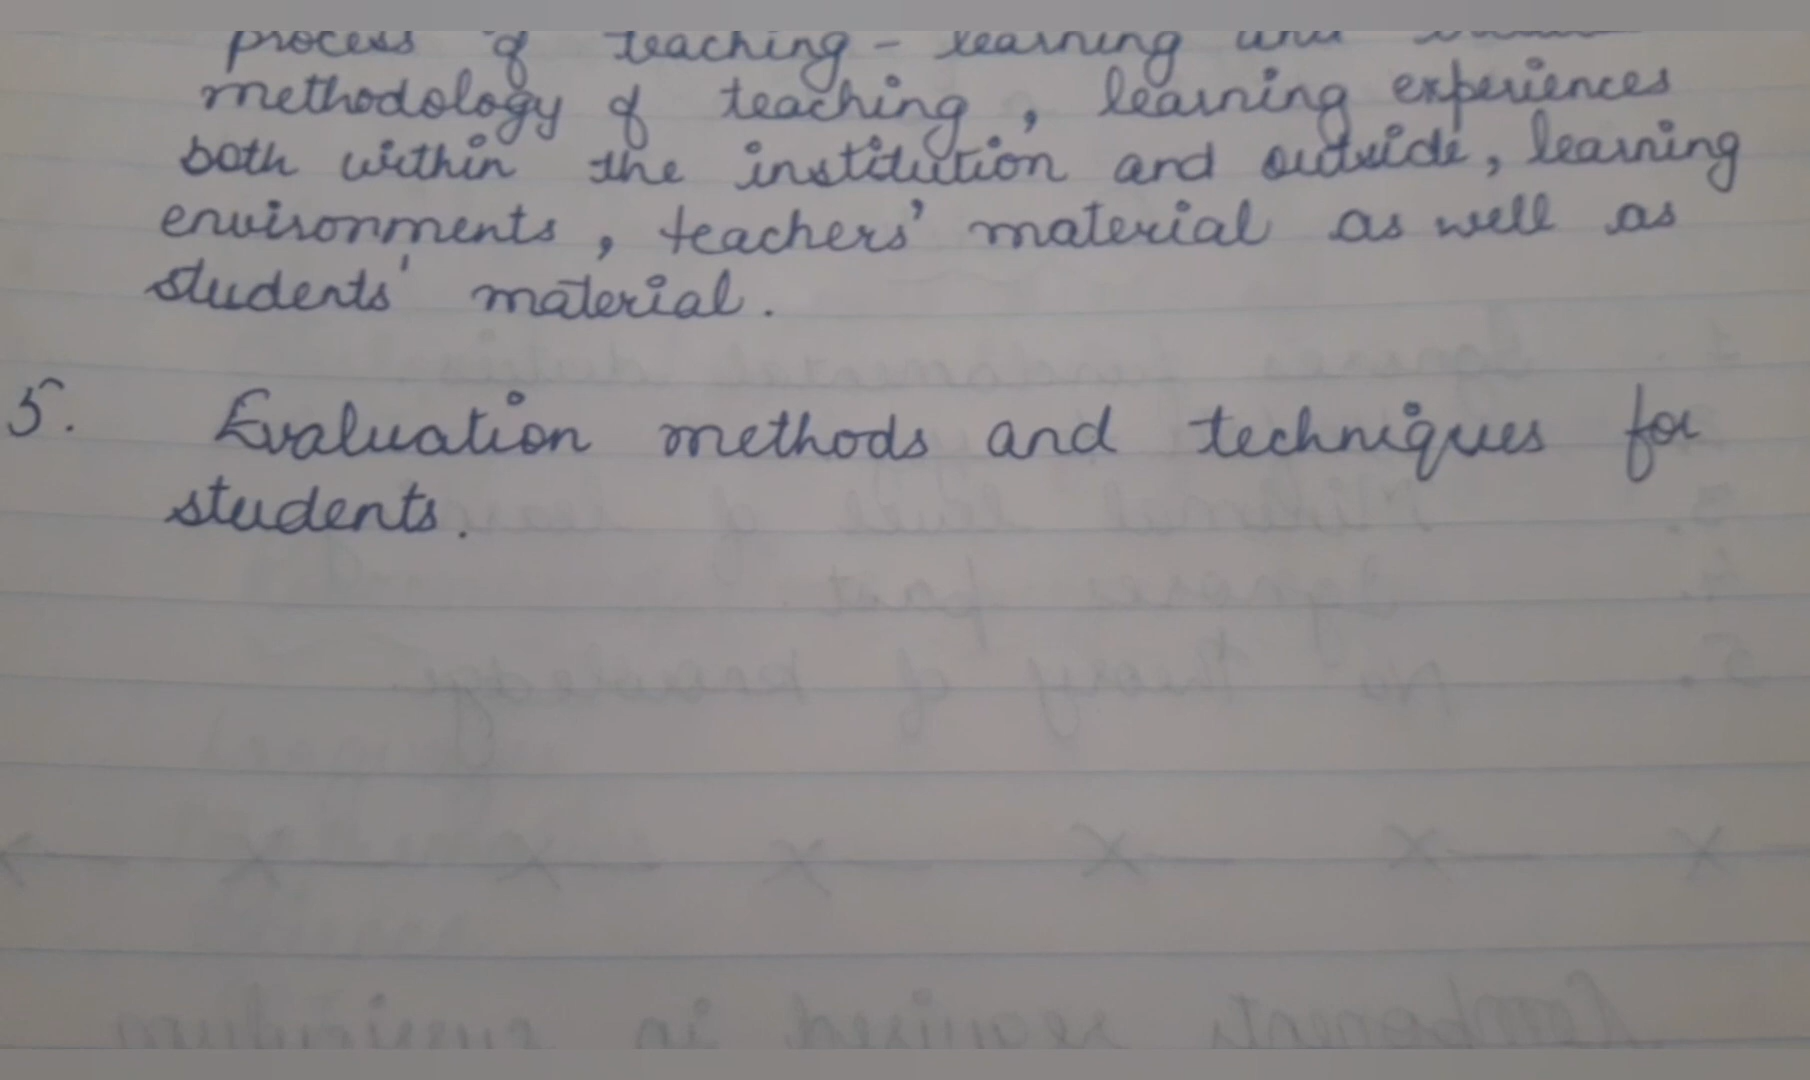 process of teaching - learning and
methodology of teaching, learning experiences
both within the institution and outside, learning
environments, teachers' material as well as
students' material.
5. Evaluation methods and techniques for
students.